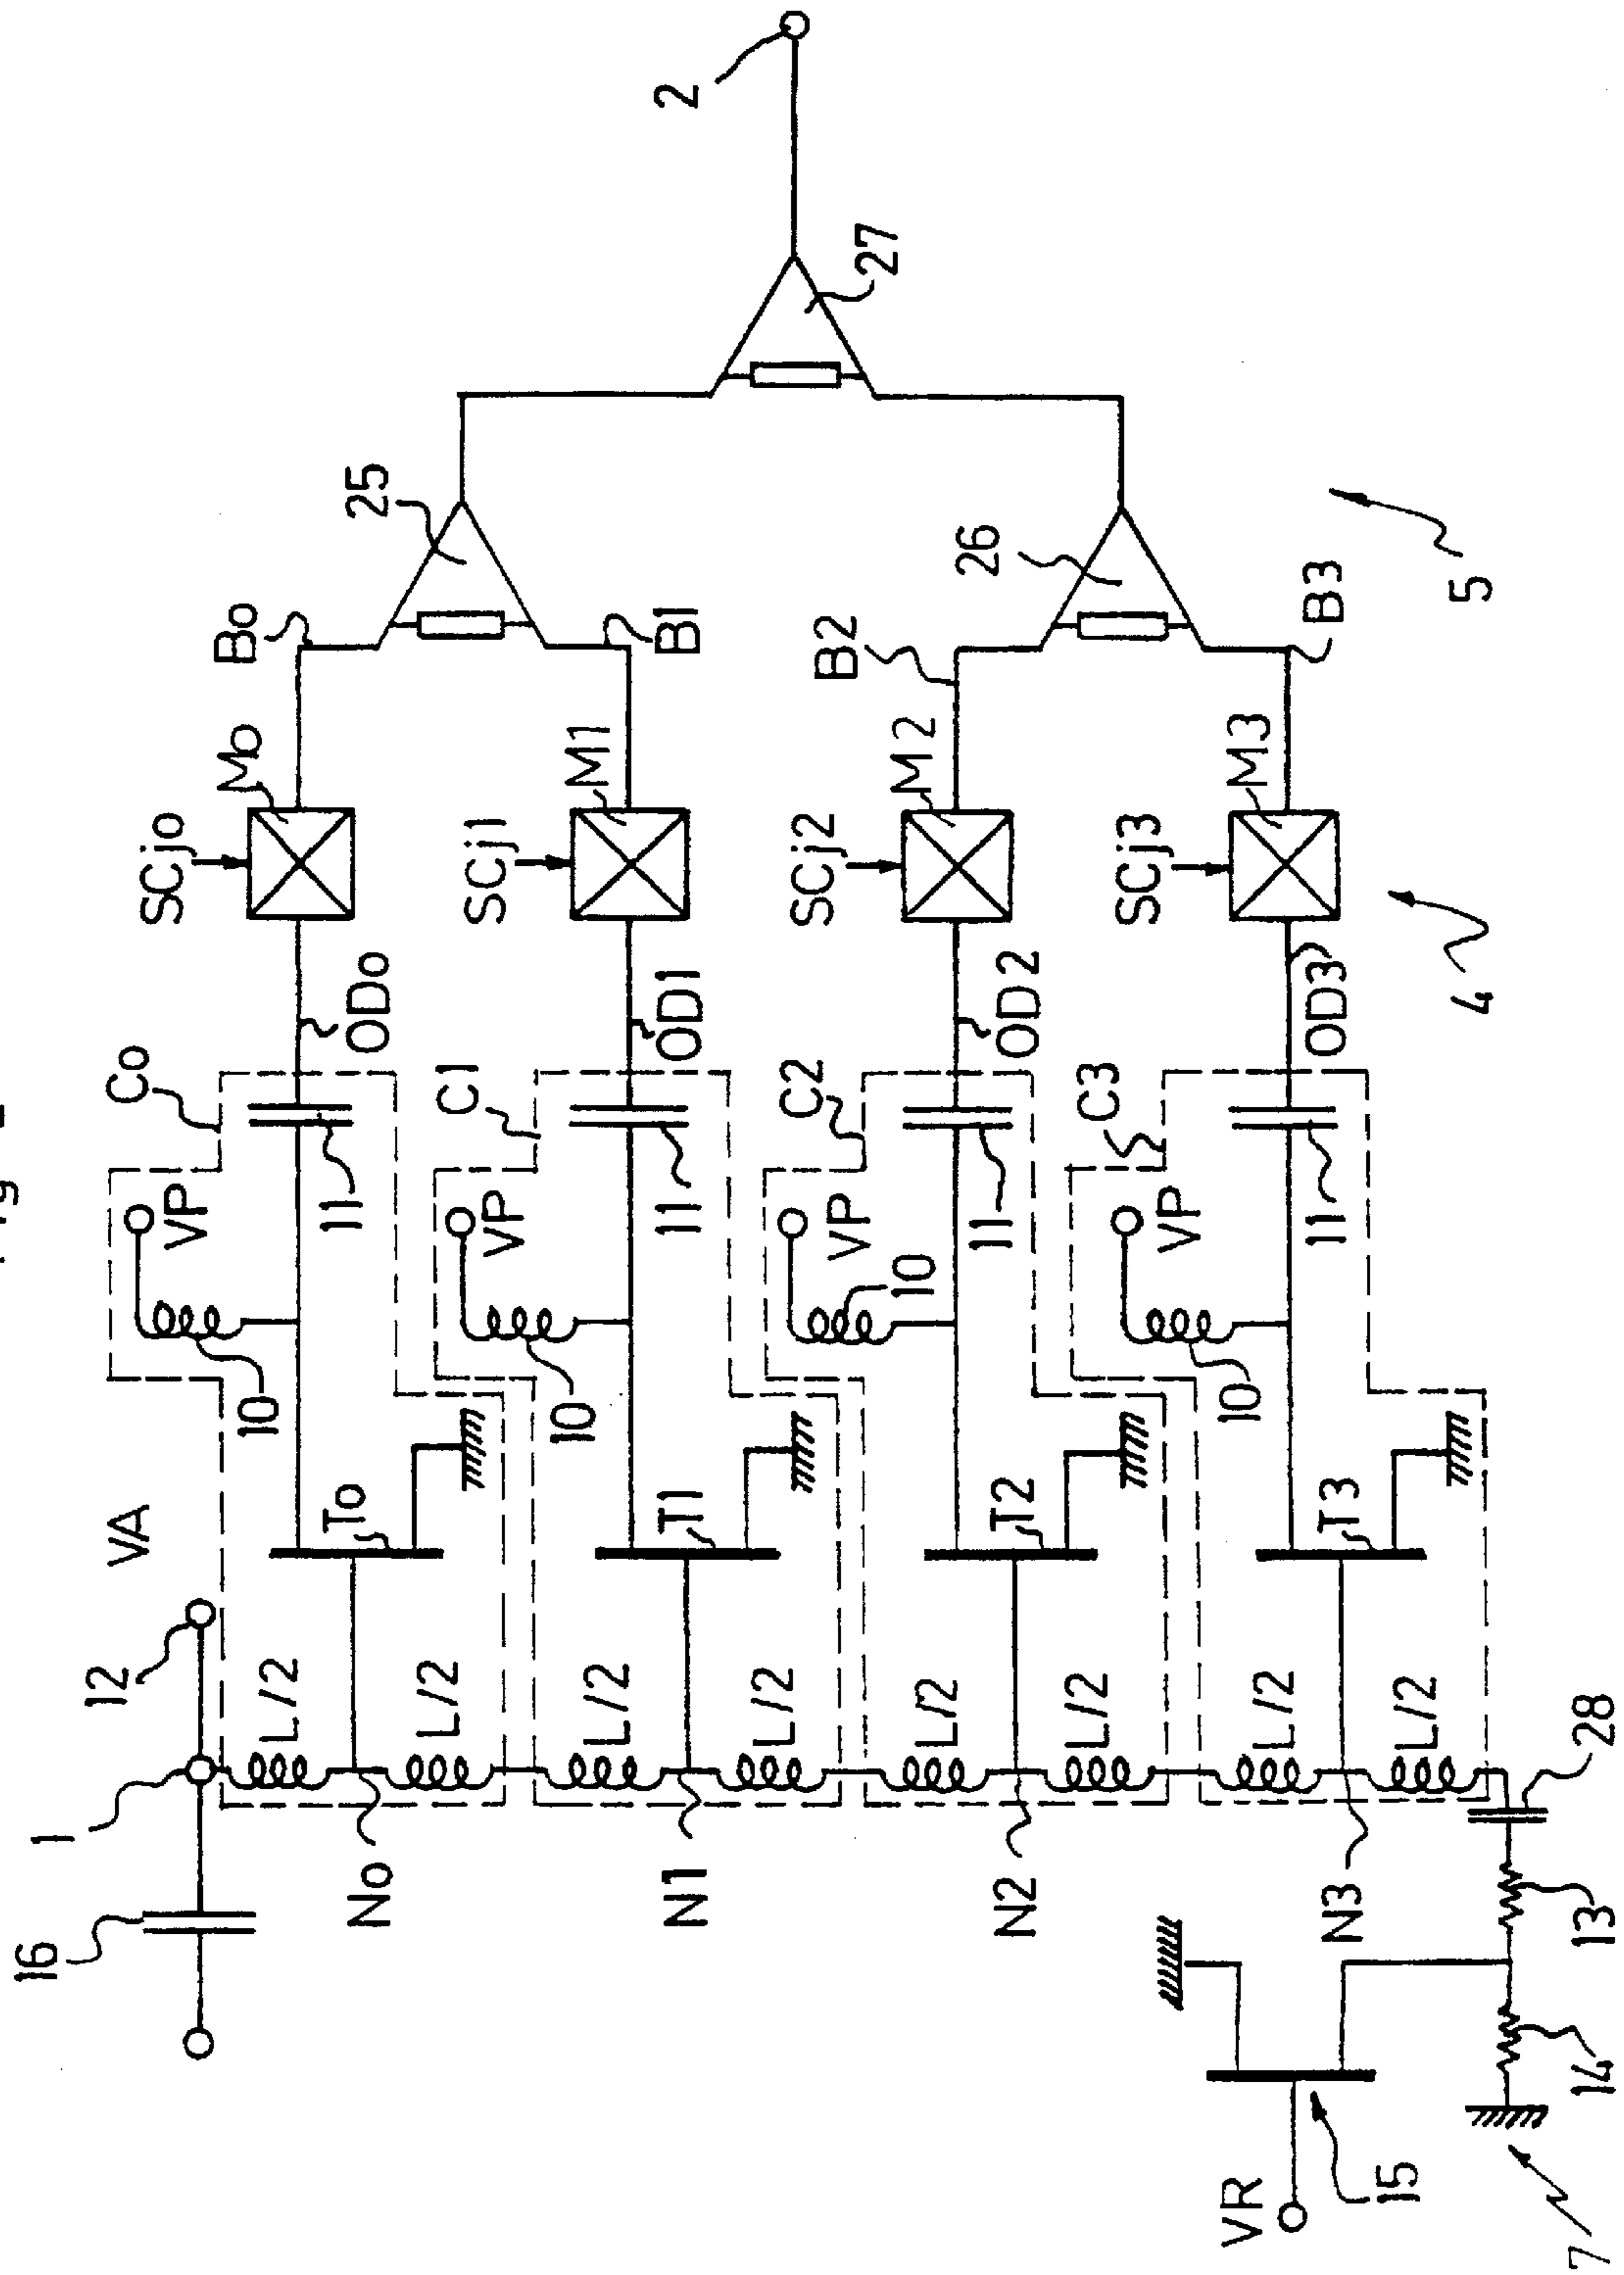 2
27
25
26
5
Bo
B1
B2
B3
Mo
M1
M2
M3
SCjo
SCj1
SCj2
SCj3
4
ODo
OD1
OD2
OD3
Co
C1
C2
C3
VP
VP
VP
VP
11
11
11
11
10
10
10
10
VA
To
T1
T2
T3
12
L/2
L/2
L/2
L/2
L/2
L/2
L/2
L/2
1
28
16
No
N1
N2
N3
13
14
15
VR
7